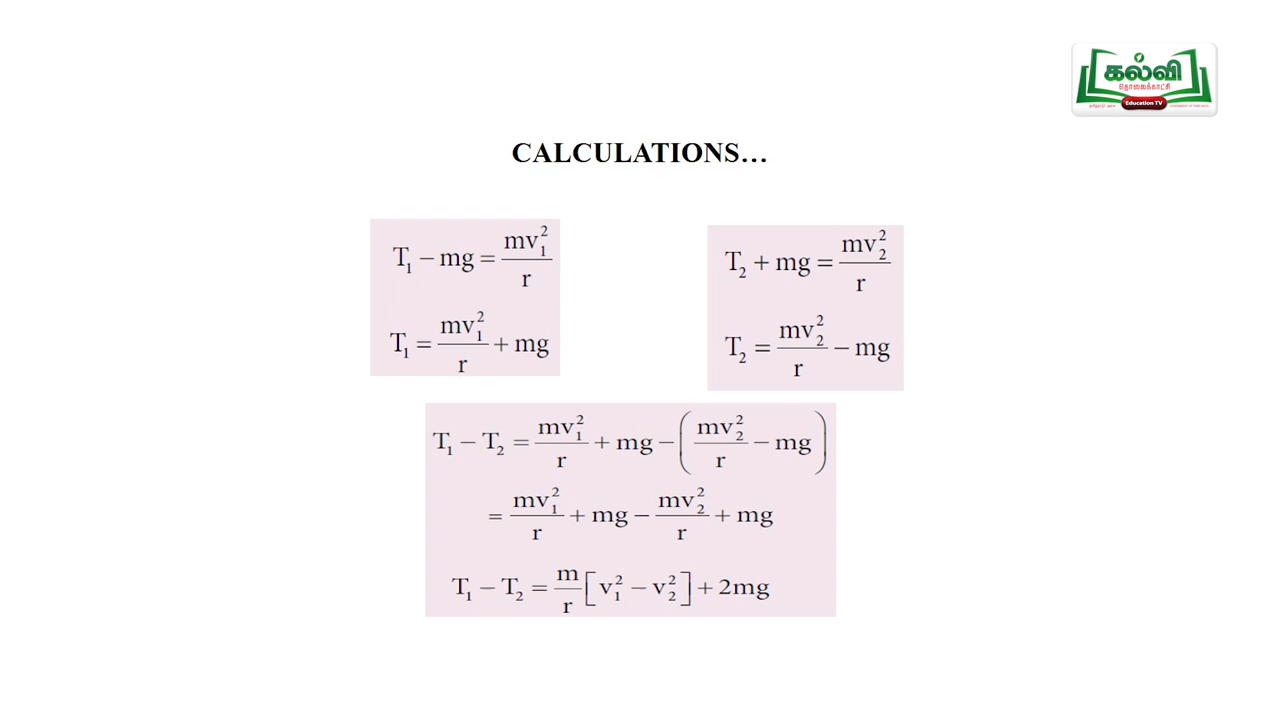 கல்வி
தொலைக்காட்சி
Education TV
CALCULATIONS...
T₁ − mg = mv₁²/r
T₁ = mv₁²/r + mg
T₂ + mg = mv₂²/r
T₂ = mv₂²/r − mg
T₁ − T₂ = mv₁²/r + mg − (mv₂²/r − mg)
= mv₁²/r + mg − mv₂²/r + mg
T₁ − T₂ = m/r [v₁² − v₂²] + 2mg